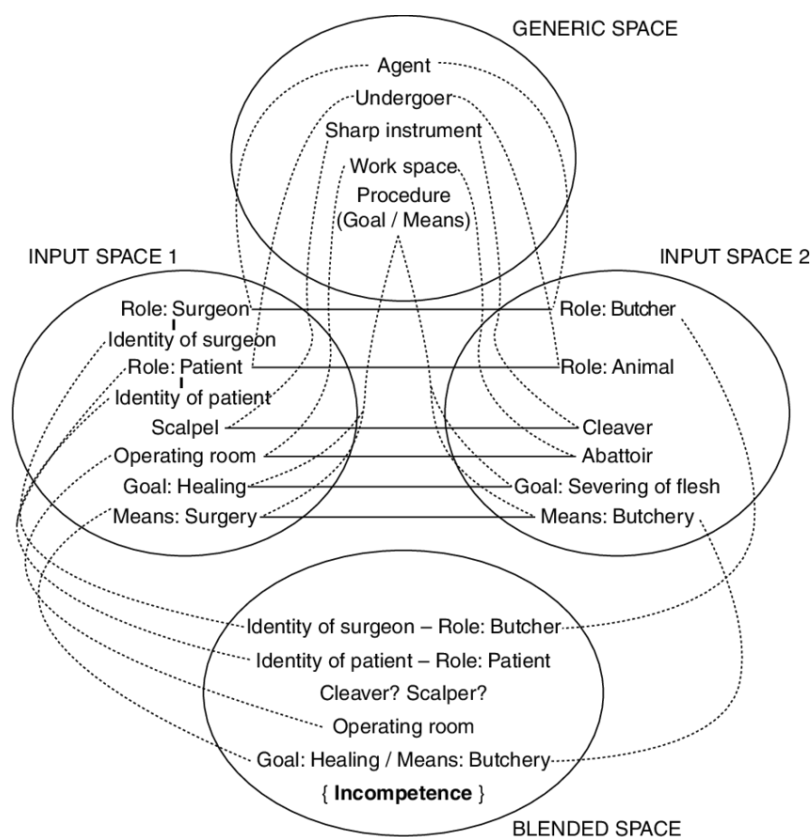 GENERIC SPACE
Agent
Undergoer
Sharp instrument
Work space
Procedure
(Goal / Means)
INPUT SPACE 1
Role: Surgeon
Identity of surgeon
Role: Patient
Identity of patient
Scalpel
Operating room
Goal: Healing
Means: Surgery
INPUT SPACE 2
Role: Butcher
Role: Animal
Cleaver
Abattoir
Goal: Severing of flesh
Means: Butchery
Identity of surgeon – Role: Butcher
Identity of patient – Role: Patient
Cleaver? Scalper?
Operating room
Goal: Healing / Means: Butchery
{ Incompetence }
BLENDED SPACE